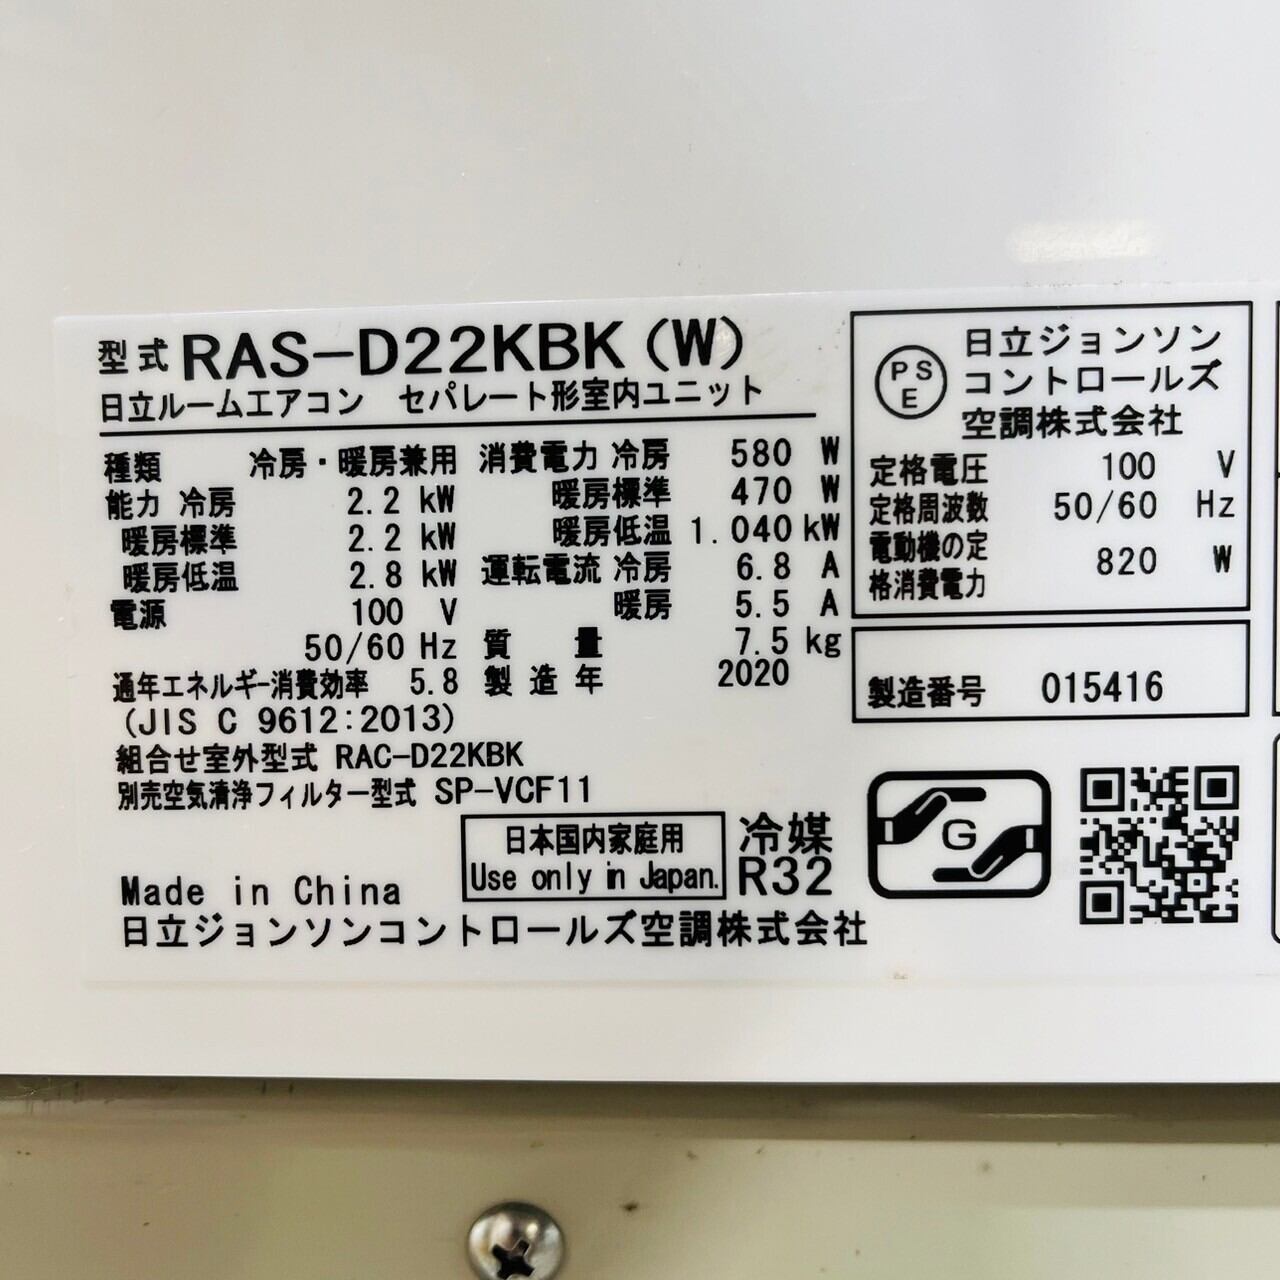 型式 RAS-D22KBK(W)
日立ルームエアコン セパレート形室内ユニット
種類 冷房・暖房兼用
能力 冷房 2.2 kW
暖房標準 2.2 kW
暖房低温 2.8 kW
電源 100 V
50/60 Hz
通年エネルギー消費効率 5.8
(JIS C 9612:2013)
消費電力 冷房 580 W
暖房標準 470 W
暖房低温 1.040 kW
運転電流 冷房 6.8 A
暖房 5.5 A
質量 7.5 kg
製造年 2020
組合せ室外型式 RAC-D22KBK
別売空気清浄フィルター型式 SP-VCF11
日本国内家庭用
Use only in Japan.
冷媒
R32
Made in China
日立ジョンソンコントロールズ空調株式会社
PS
E
日立ジョンソン
コントロールズ
空調株式会社
定格電圧 100 V
定格周波数 50/60 Hz
電動機の定
格消費電力 820 W
製造番号 015416
G